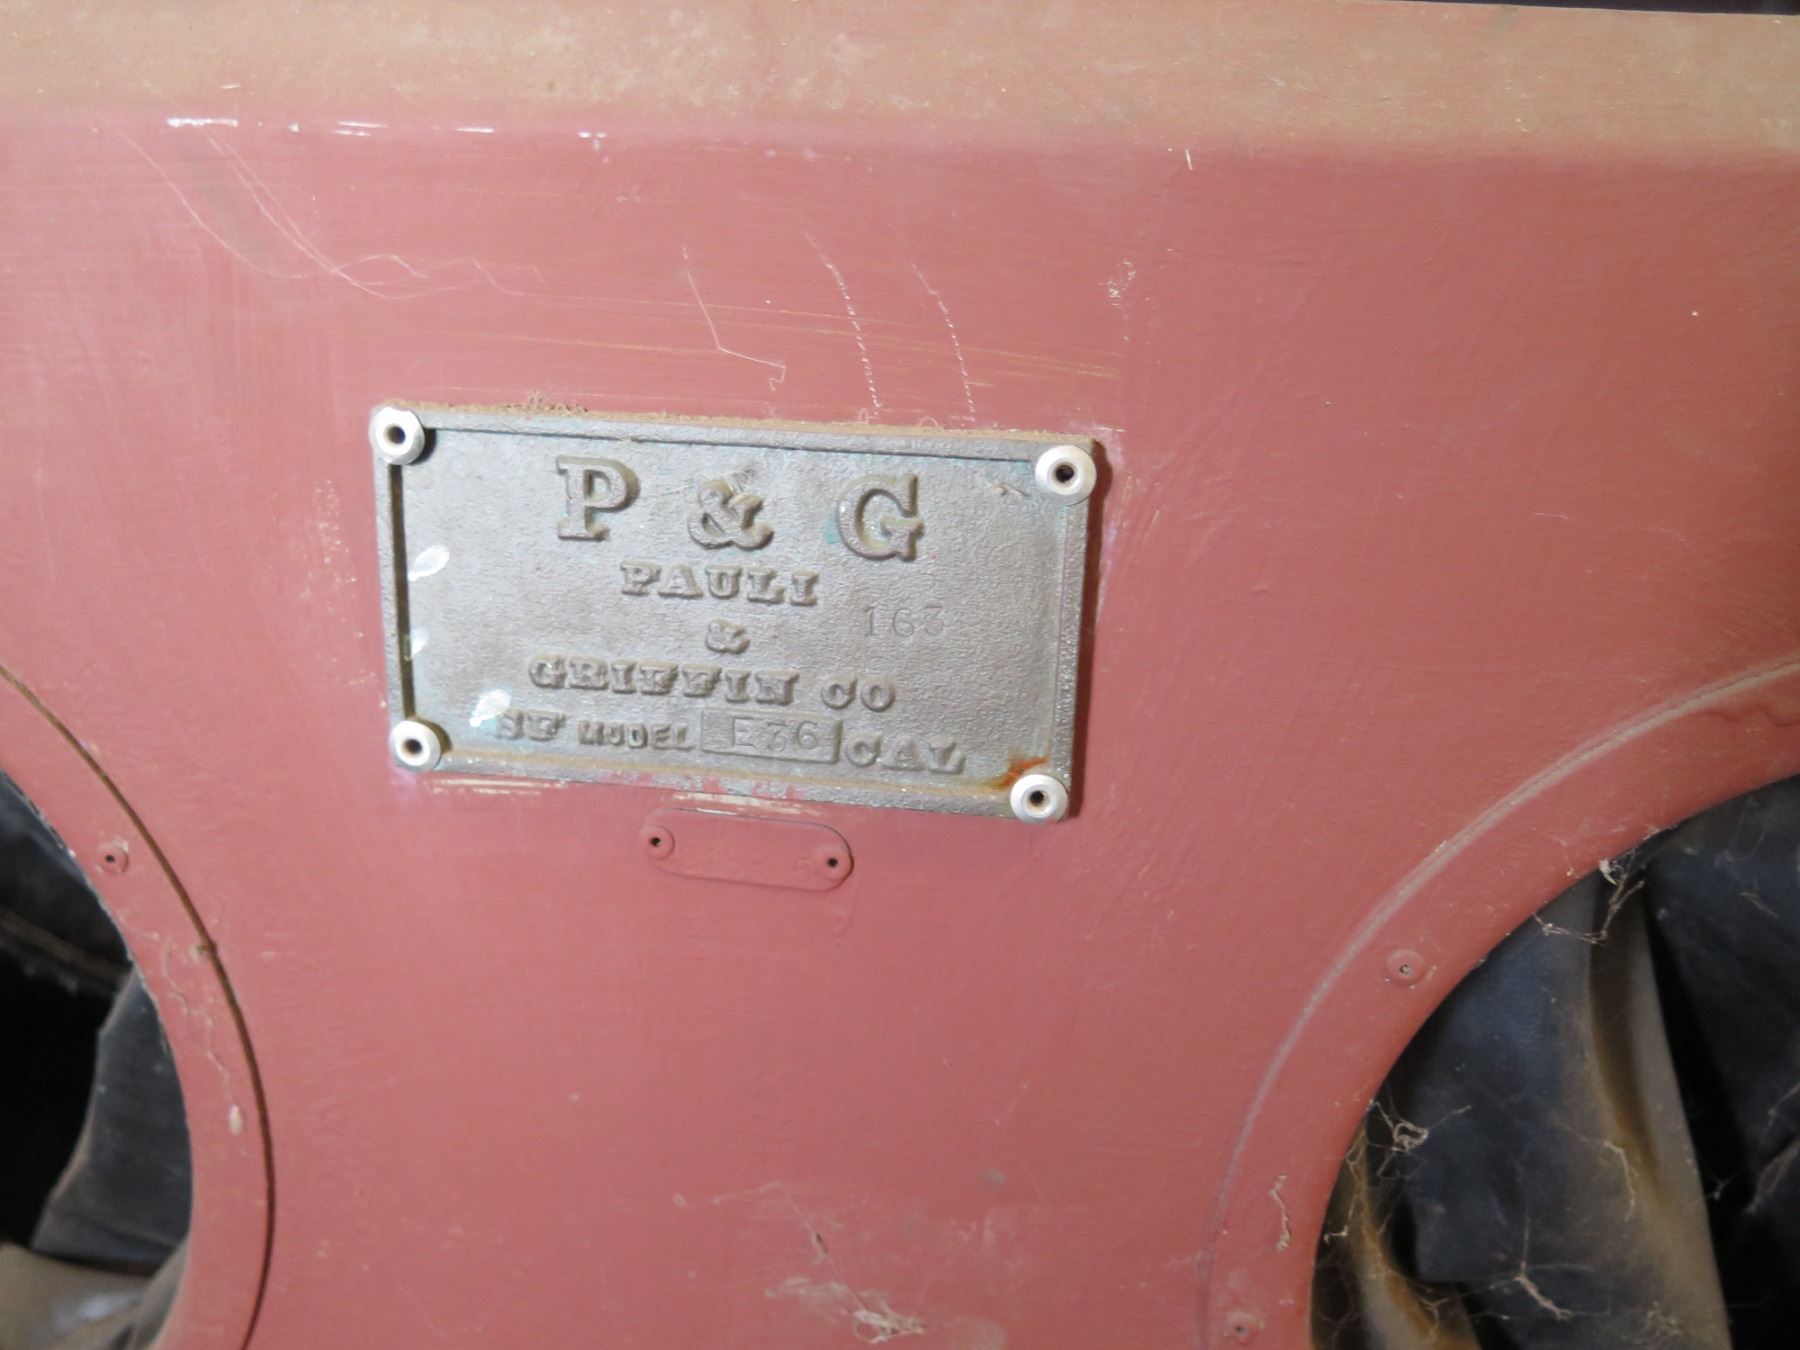 P & G
PAULI
163
&
GRIFFIN CO
SF MODEL E36 CAL